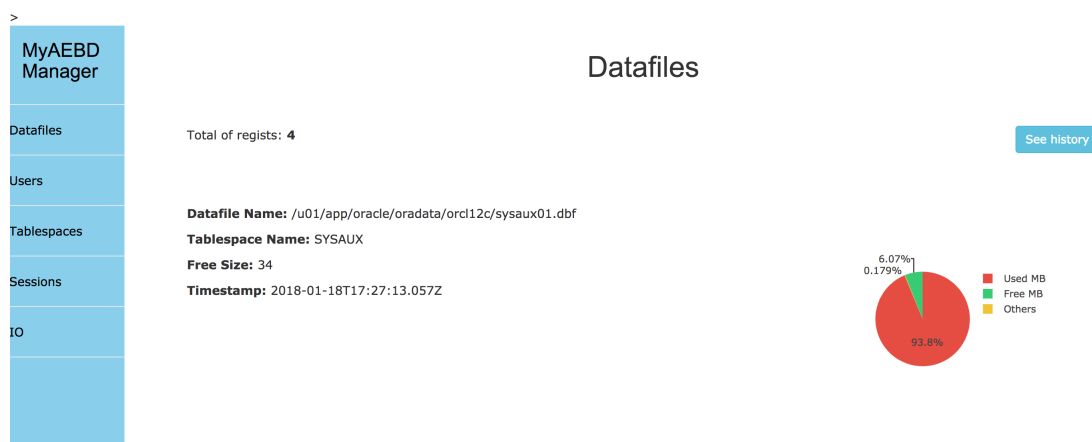 >
MyAEBD
Manager
Datafiles
Users
Tablespaces
Sessions
IO
Datafiles
Total of regists: 4
See history
Datafile Name: /u01/app/oracle/oradata/orcl12c/sysaux01.dbf
Tablespace Name: SYSAUX
Free Size: 34
Timestamp: 2018-01-18T17:27:13.057Z
6.07%
0.179%
93.8%
Used MB
Free MB
Others